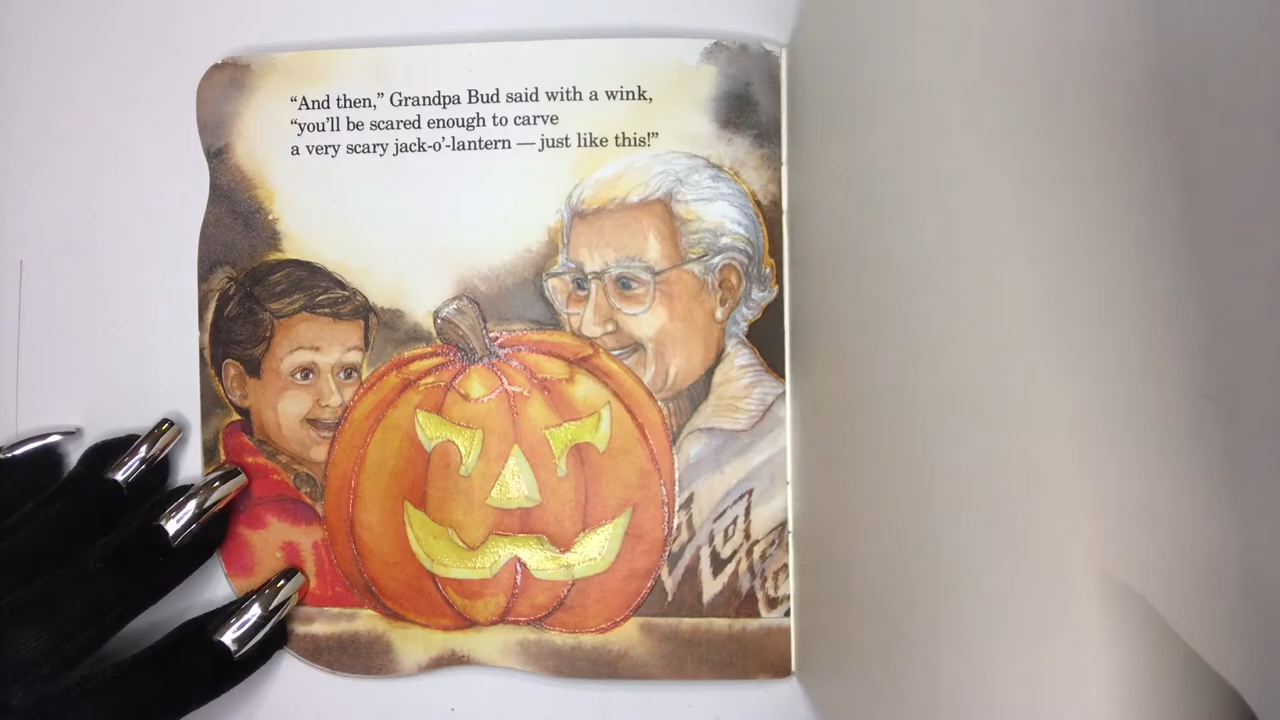 “And then,” Grandpa Bud said with a wink,
“you’ll be scared enough to carve
a very scary jack-o’-lantern — just like this!”